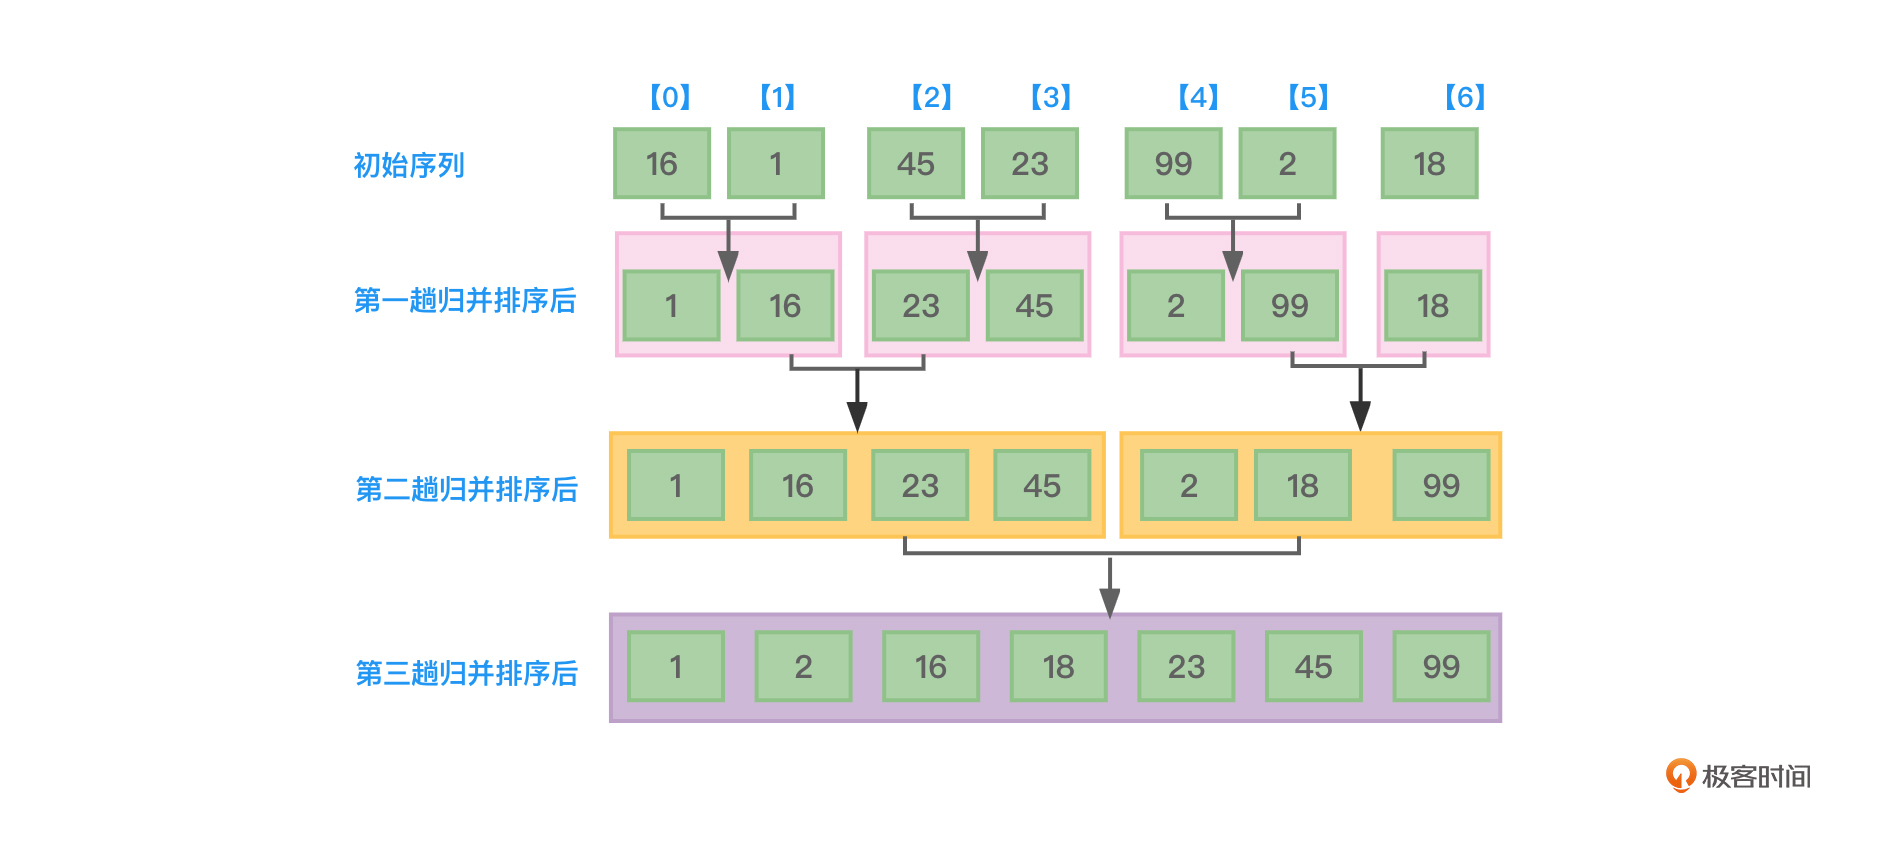 【0】 【1】 【2】 【3】 【4】 【5】 【6】
初始序列 16 1 45 23 99 2 18
第一趟归并排序后 1 16 23 45 2 99 18
第二趟归并排序后 1 16 23 45 2 18 99
第三趟归并排序后 1 2 16 18 23 45 99
极客时间